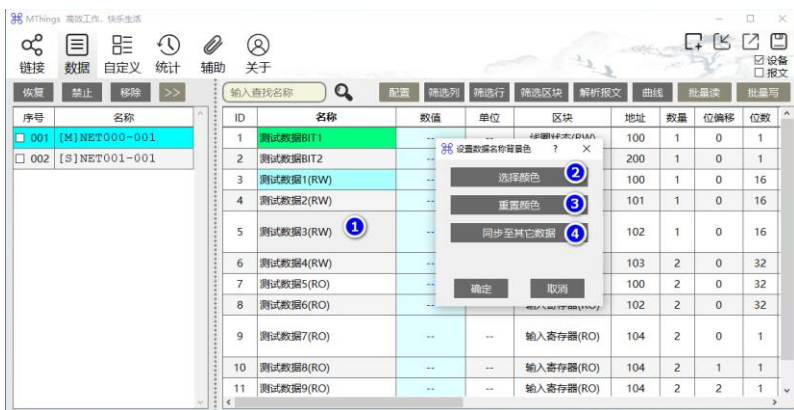 MThings 高效工作、快乐生活
链接 数据 自定义 统计 辅助 关于
设备
报文
恢复 禁止 移除 >> 输入查找名称 配置 筛选列 筛选行 筛选区块 解析报文 曲线 批量读 批量写
序号 名称
001 [M]NET000-001
002 [S]NET001-001
ID 名称 数值 单位 区块 地址 数量 位偏移 位数
1 测试数据BIT1 -- 100 1 0 1
2 测试数据BIT2 -- 200 1 0 1
3 测试数据1(RW) -- 100 1 0 16
4 测试数据2(RW) -- 101 1 0 16
5 测试数据3(RW) -- 102 1 0 16
6 测试数据4(RW) -- 103 2 0 32
7 测试数据5(RO) -- 100 2 0 32
8 测试数据6(RO) -- 102 2 0 32
9 测试数据7(RO) -- -- 输入寄存器(RO) 104 2 0 1
10 测试数据8(RO) -- -- 输入寄存器(RO) 104 2 1 1
11 测试数据9(RO) -- -- 输入寄存器(RO) 104 2 2 1
1
设置数据名称背景色 ? ×
选择颜色 2
重置颜色 3
同步至其它数据 4
确定 取消